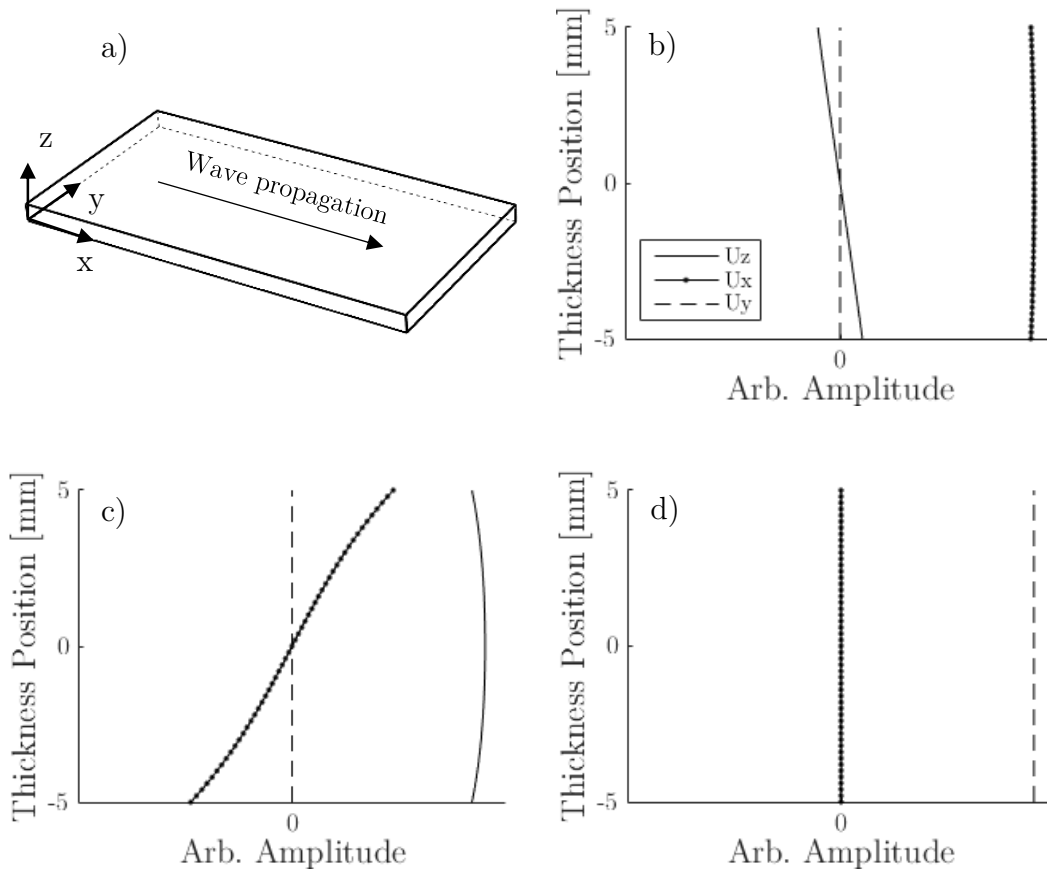 a)
z
y
x
Wave propagation
b)
Thickness Position [mm]
5
0
-5
Uz
Ux
Uy
0
Arb. Amplitude
c)
Thickness Position [mm]
5
0
-5
0
Arb. Amplitude
d)
Thickness Position [mm]
5
0
-5
0
Arb. Amplitude